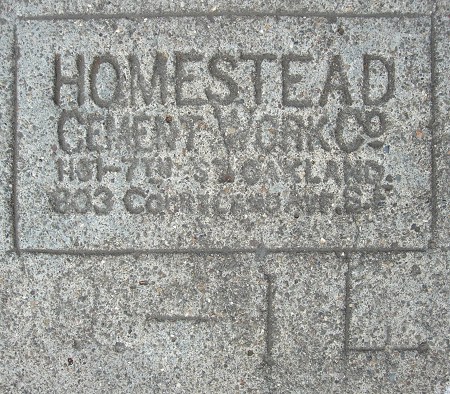 HOMESTEAD
CEMENT WORK Co
1161-7TH ST. OAKLAND.
AVE. S.F.